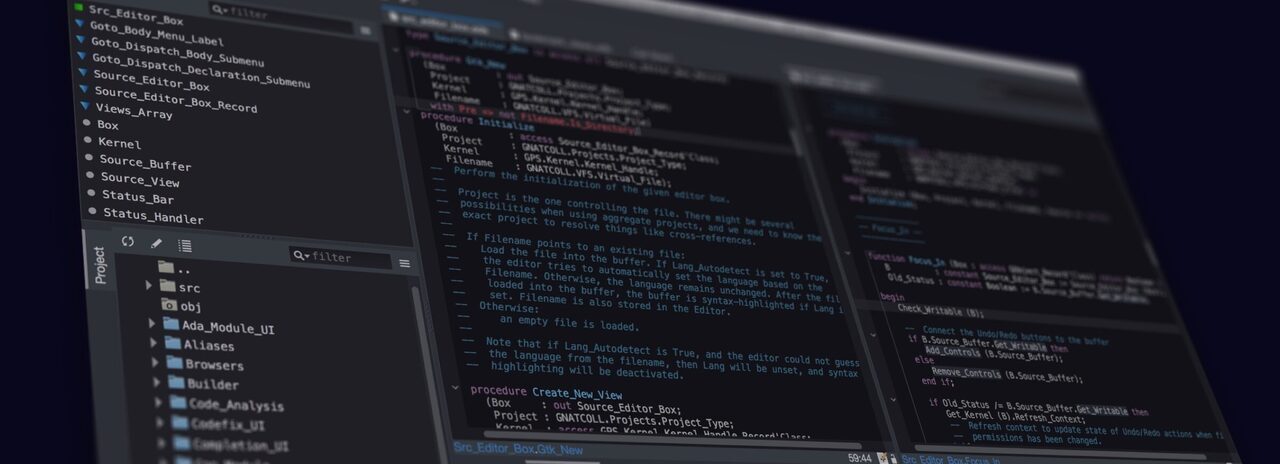 filter
Src_Editor_Box
Goto_Body_Menu_Label
Goto_Dispatch_Body_Submenu
Goto_Dispatch_Declaration_Submenu
Source_Editor_Box
Source_Editor_Box_Record
Views_Array
Box
Kernel
Source_Buffer
Source_View
Status_Bar
Status_Handler
Project
filter
..
src
obj
Ada_Module_UI
Aliases
Browsers
Builder
Code_Analysis
Codefix_UI
Completion_UI
type Source_Editor_Box is access all
procedure Gtk_New
(Box : out Source_Editor_Box;
Project : GNATCOLL.Projects.Project_Type;
Kernel : GPS.Kernel.Kernel_Handle;
Filename : GNATCOLL.VFS.Virtual_File)
with Pre => not Filename.Is_Directory;
procedure Initialize
(Box : access Source_Editor_Box_Record'Class;
Project : GNATCOLL.Projects.Project_Type;
Kernel : GPS.Kernel.Kernel_Handle;
Filename : GNATCOLL.VFS.Virtual_File);
-- Perform the initialization of the given editor box.
--
-- Project is the one controlling the file. There might be several
-- possibilities when using aggregate projects, and we need to know the
-- exact project to resolve things like cross-references.
--
-- If Filename points to an existing file:
-- Load the file into the buffer. If Lang_Autodetect is set to True,
-- the editor tries to automatically set the language based on the
-- Filename. Otherwise, the language remains unchanged. After the fil
-- loaded into the buffer, the buffer is syntax-highlighted if Lang i
-- set. Filename is also stored in the Editor.
-- Otherwise:
-- an empty file is loaded.
--
-- Note that if Lang_Autodetect is True, and the editor could not guess
-- the language from the filename, then Lang will be unset, and syntax
-- highlighting will be deactivated.
procedure Create_New_View
(Box : out Source_Editor_Box;
Project : GNATCOLL.Projects.Project_Type;
Kernel : access GPS.Kernel.Kernel_Handle_Record'Class;
Src_Editor_Box.Gtk_New
59:44
-- Focus_In --
function Focus_In (Box : access GObject_Record'Class)
B : constant Source_Editor_Box := Source_Editor_Box
Old_Status : constant Boolean := B.Source_Buffer.Get_Writable
begin
Check_Writable (B);
-- Connect the Undo/Redo buttons to the buffer
if B.Source_Buffer.Get_Writable then
Add_Controls (B.Source_Buffer);
else
Remove_Controls (B.Source_Buffer);
end if;
if Old_Status /= B.Source_Buffer.Get_Writable then
Get_Kernel (B).Refresh_Context;
-- Refresh context to update state of Undo/Redo actions when fi
-- permissions has been changed.
Src_Editor_Box.Focus_In